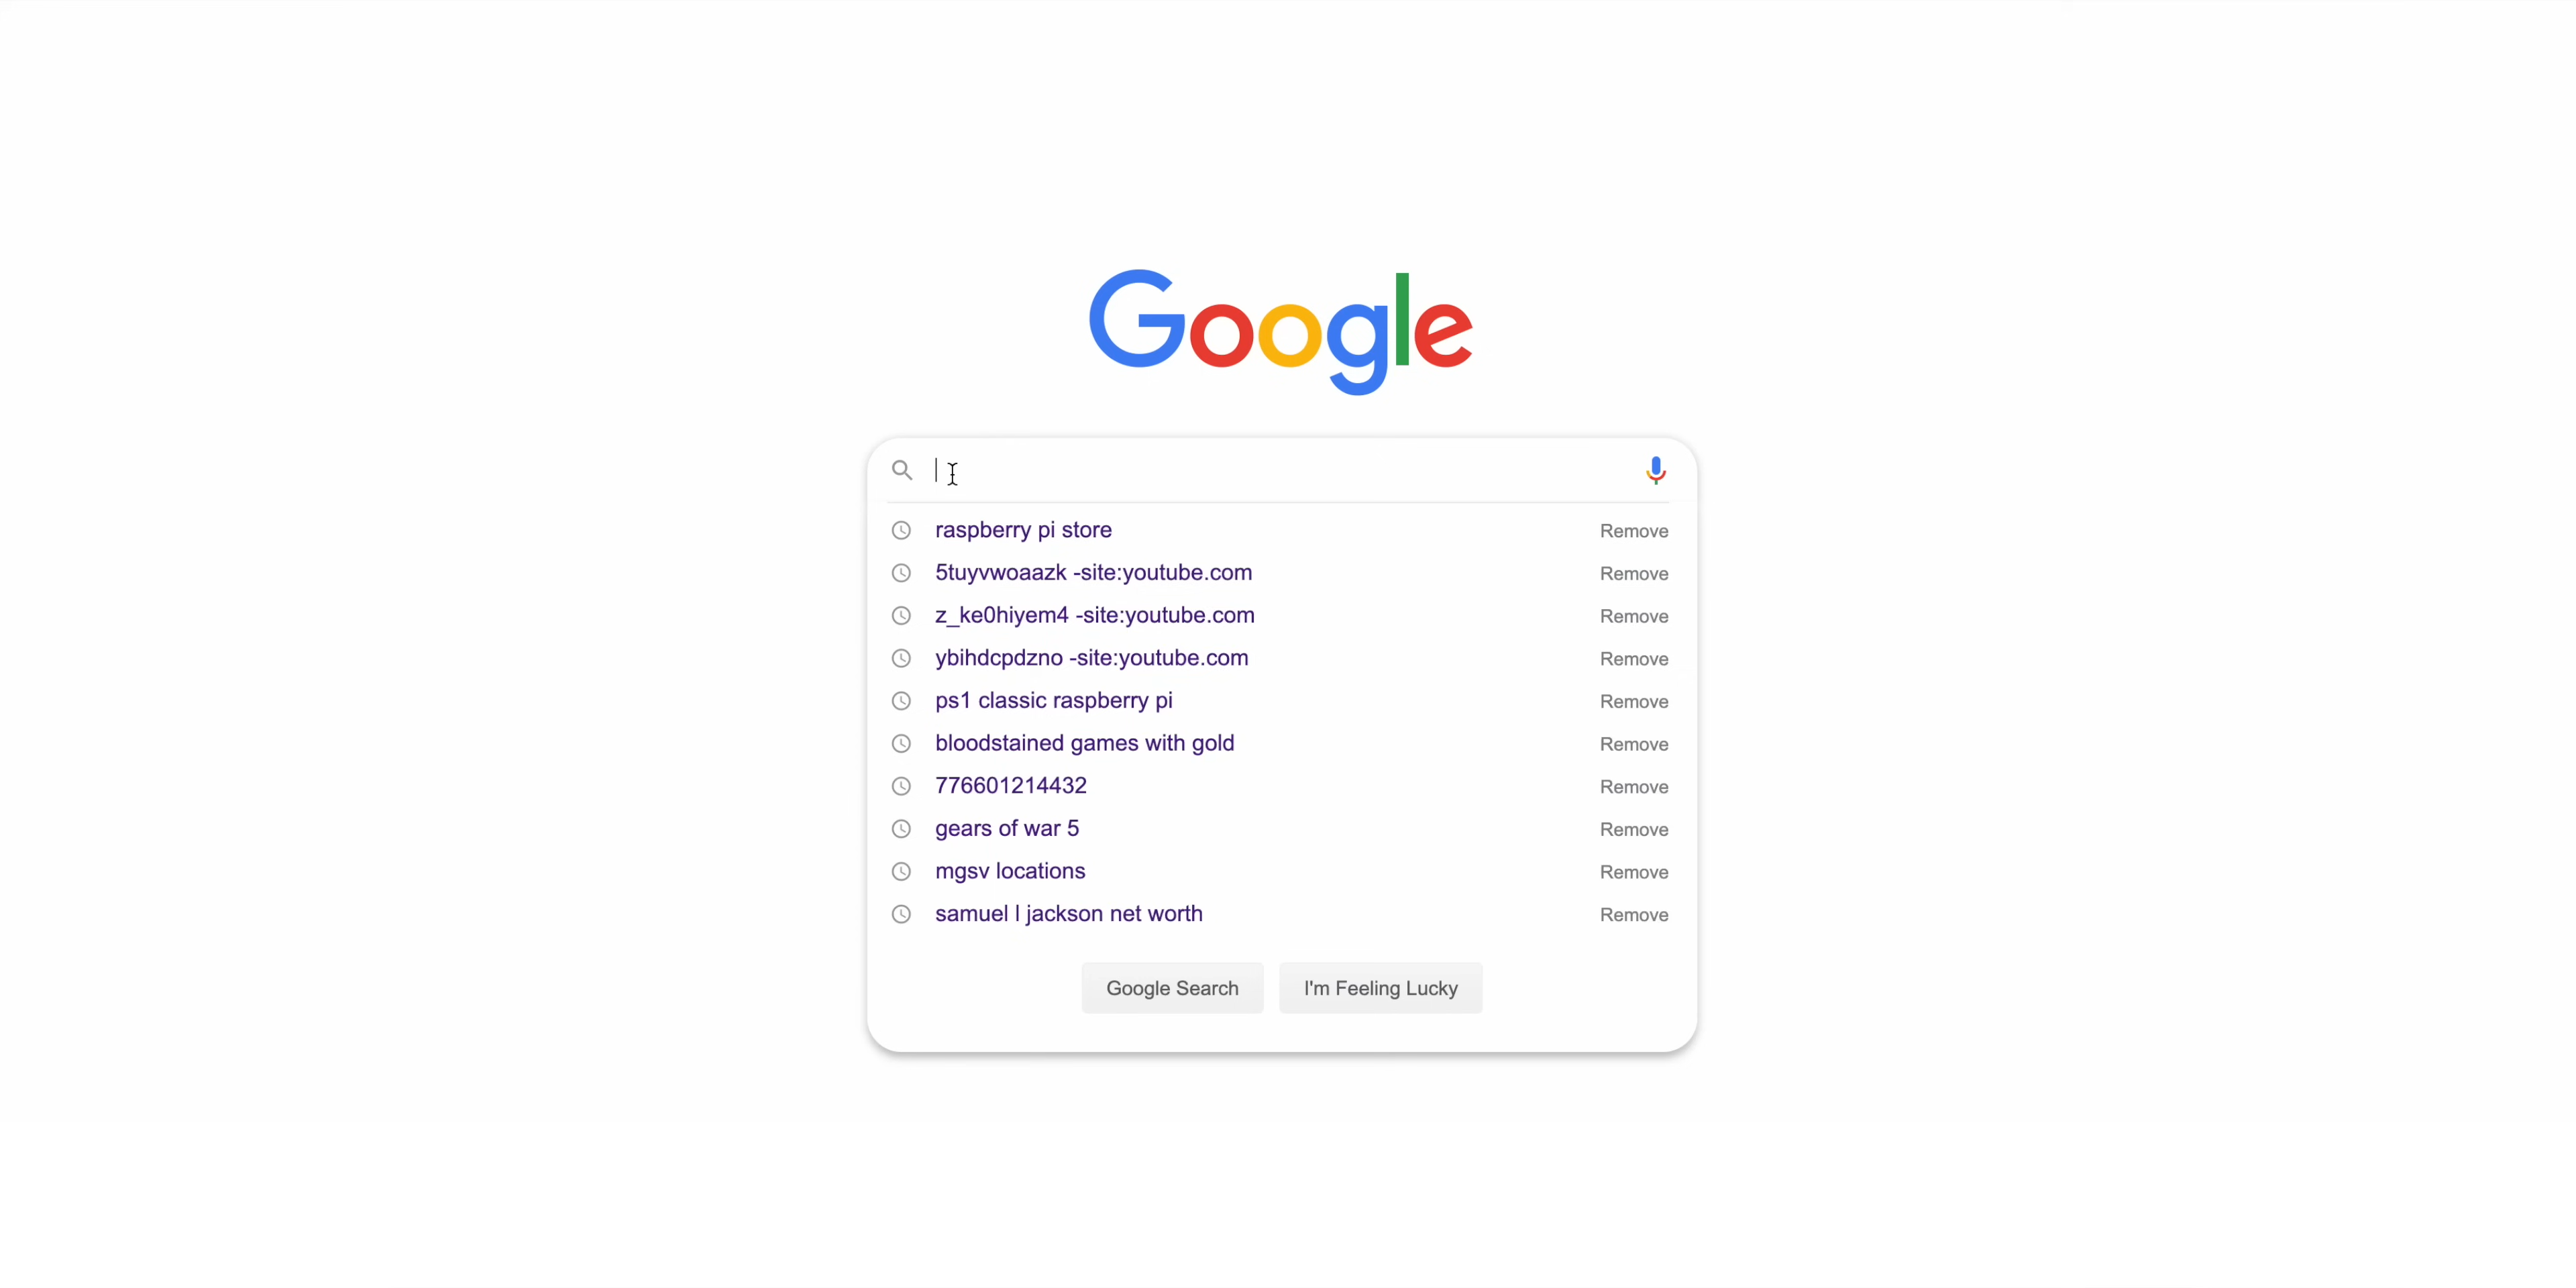 Google
raspberry pi store Remove
5tuyvwoaazk -site:youtube.com Remove
z_ke0hiyem4 -site:youtube.com Remove
ybihdcpdzno -site:youtube.com Remove
ps1 classic raspberry pi Remove
bloodstained games with gold Remove
776601214432 Remove
gears of war 5 Remove
mgsv locations Remove
samuel l jackson net worth Remove
Google Search I'm Feeling Lucky